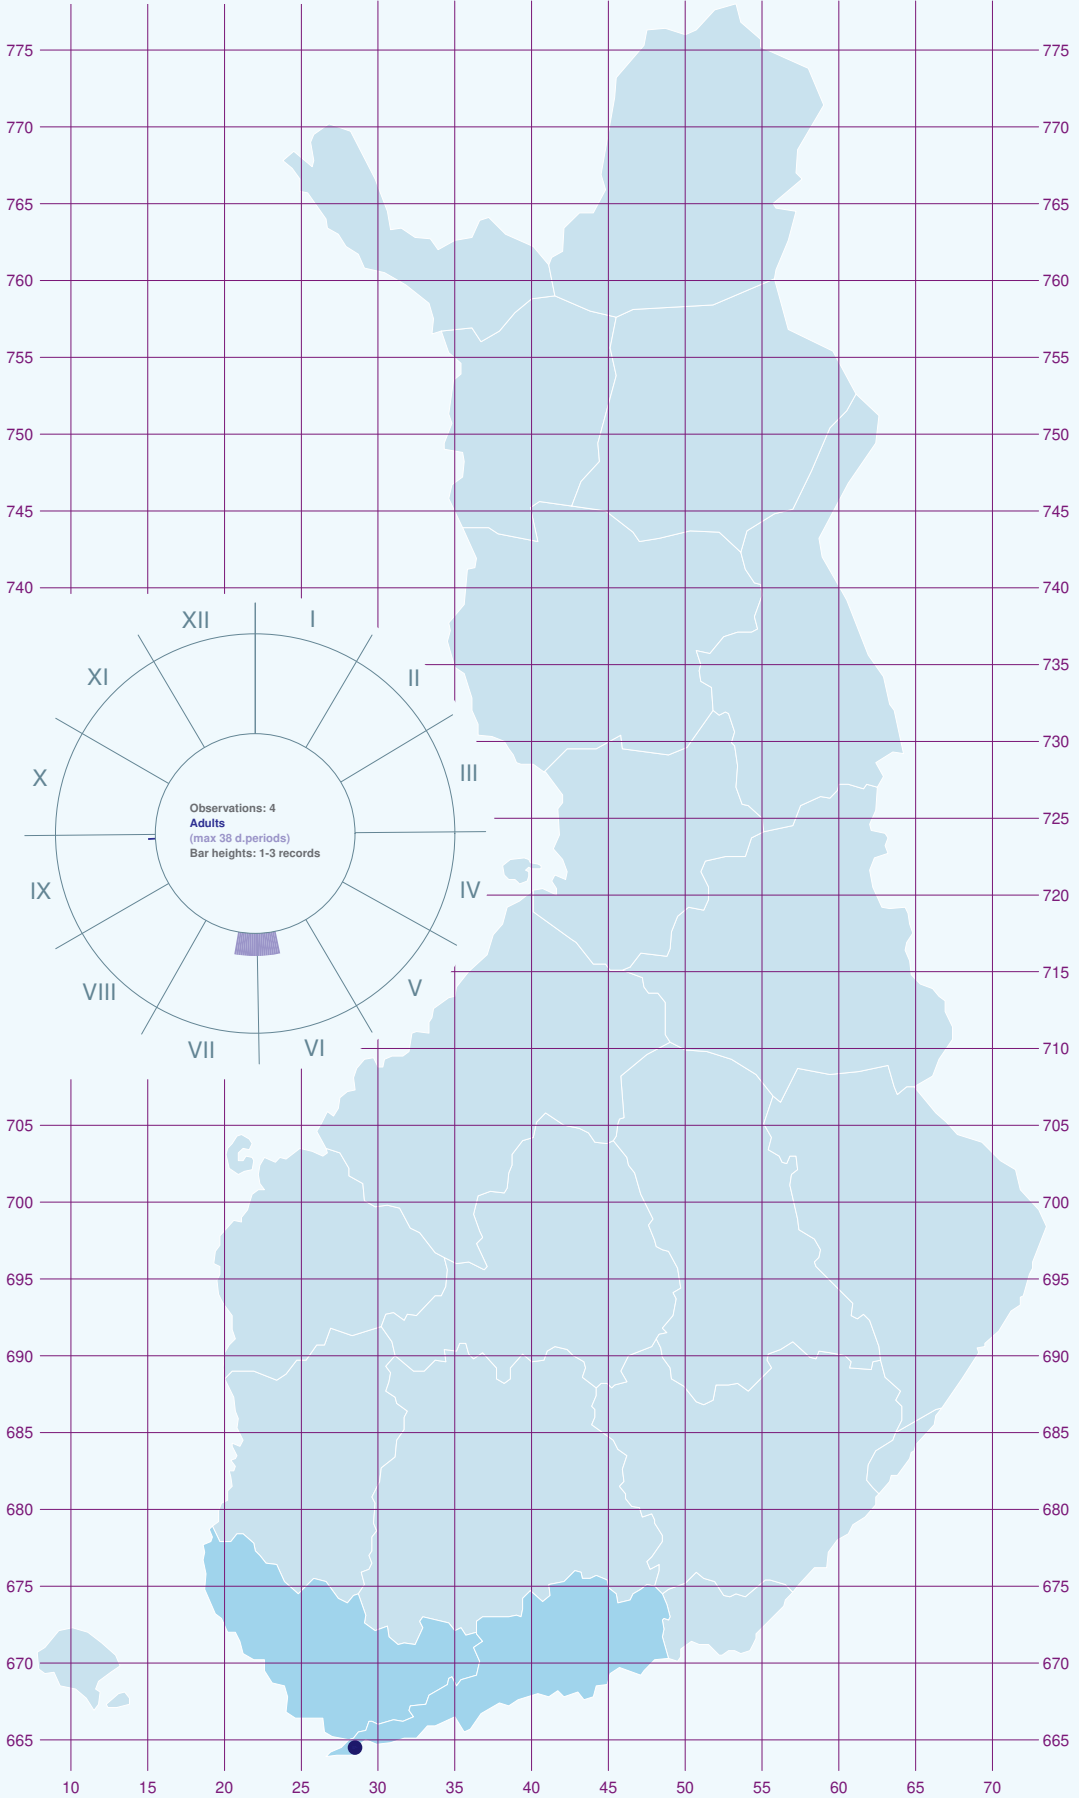 775 775
770 770
765 765
760 760
755 755
750 750
745 745
740 740
XII I
XI II
735
730
X III
725
Observations: 4
Adults
(max 38 d.periods)
Bar heights: 1-3 records
IX IV
720
VIII V
715
VII VI
710
705 705
700 700
695 695
690 690
685 685
680 680
675 675
670 670
665 665
10 15 20 25 30 35 40 45 50 55 60 65 70